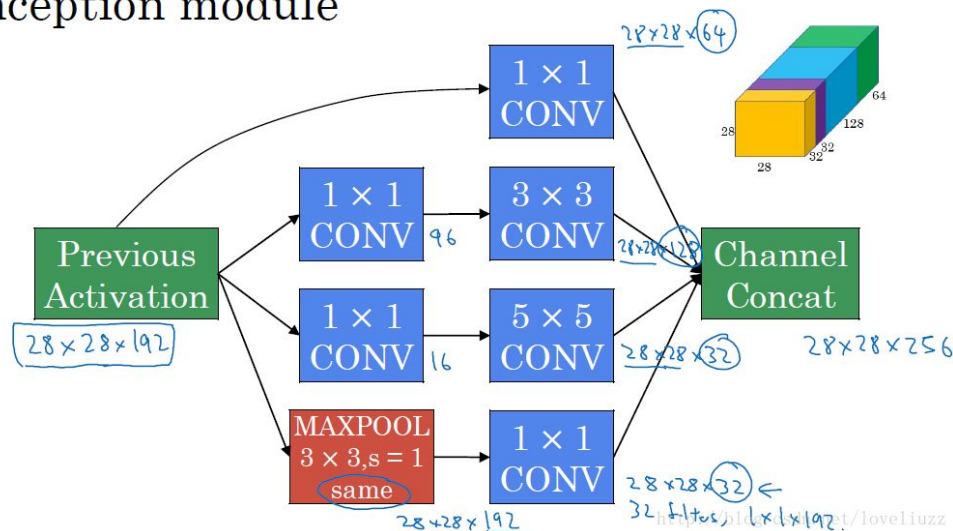 ception module
28×28×64
1 × 1
CONV
64
128
32
32
28
28
1 × 1
CONV
96
3 × 3
CONV
28×28×128
Previous
Activation
28×28×192
Channel
Concat
28×28×256
1 × 1
CONV
16
5 × 5
CONV
28×28×32
MAXPOOL
3 × 3,s = 1
same
28×28×192
1 × 1
CONV
28×28×32 ←
32 filters, 1×1×192.